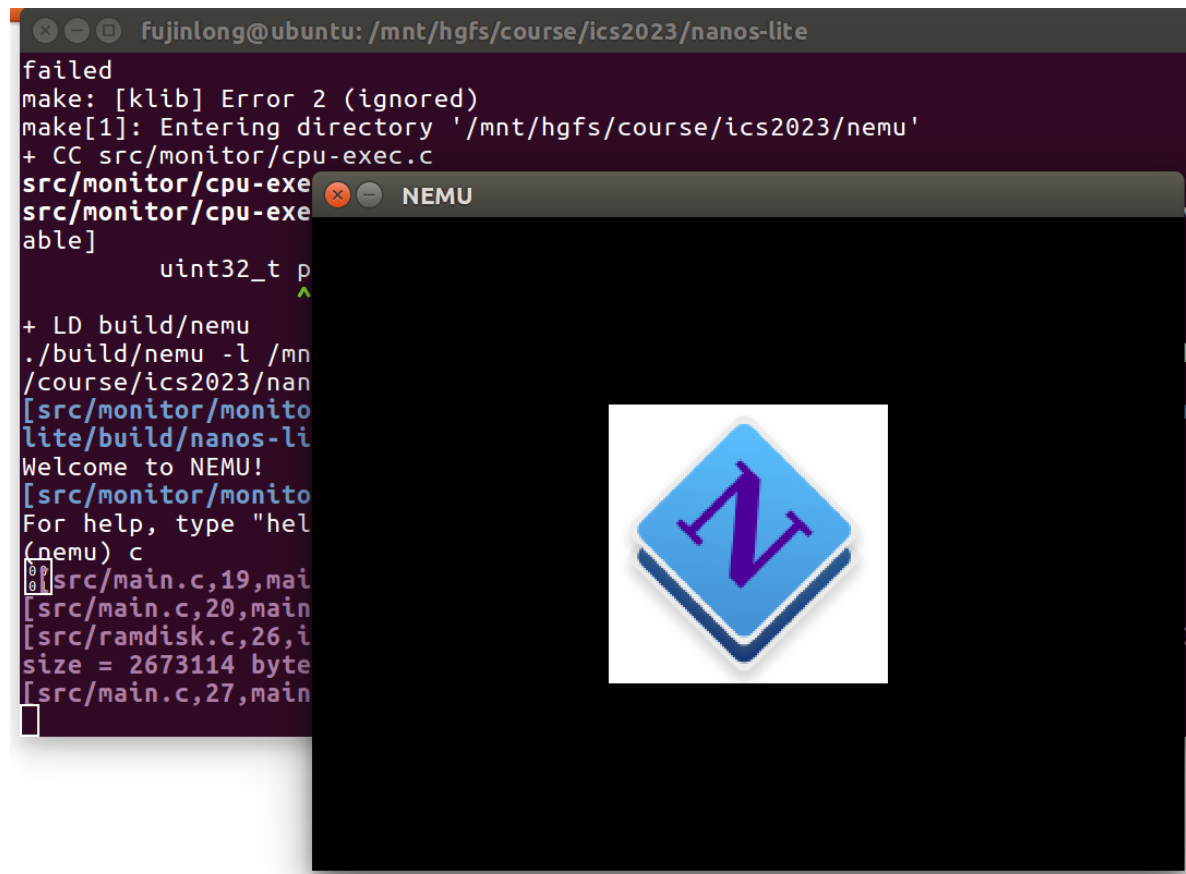 fujinlong@ubuntu: /mnt/hgfs/course/ics2023/nanos-lite
failed
make: [klib] Error 2 (ignored)
make[1]: Entering directory '/mnt/hgfs/course/ics2023/nemu'
+ CC src/monitor/cpu-exec.c
src/monitor/cpu-exe
src/monitor/cpu-exe
able]
uint32_t p
^
+ LD build/nemu
./build/nemu -l /mn
/course/ics2023/nan
[src/monitor/monito
lite/build/nanos-li
Welcome to NEMU!
[src/monitor/monito
For help, type "hel
(nemu) c
[src/main.c,19,mai
[src/main.c,20,main
[src/ramdisk.c,26,i
size = 2673114 byte
[src/main.c,27,main
NEMU
N